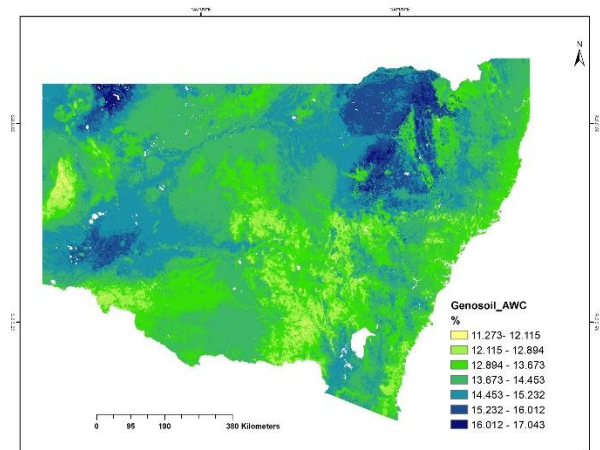 N
Genosoil_AWC
%
11.273- 12.115
12.115 - 12.894
12.894 - 13.673
13.673 - 14.453
14.453 - 15.232
15.232 - 16.012
16.012 - 17.043
0 95 190 380 Kilometers